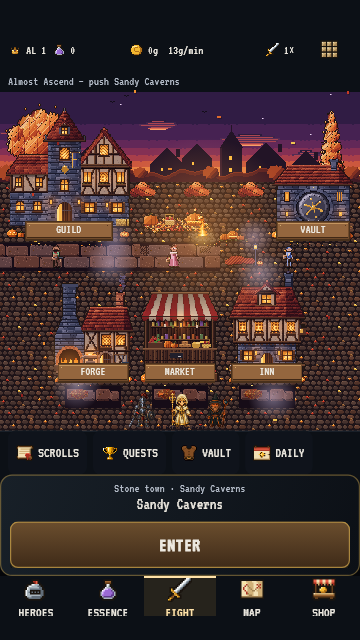 AL 1 0 0g 13g/min 1X
Almost Ascend – push Sandy Caverns
GUILD VAULT
FORGE MARKET INN
SCROLLS QUESTS VAULT DAILY
Stone town · Sandy Caverns
Sandy Caverns
ENTER
HEROES ESSENCE FIGHT MAP SHOP